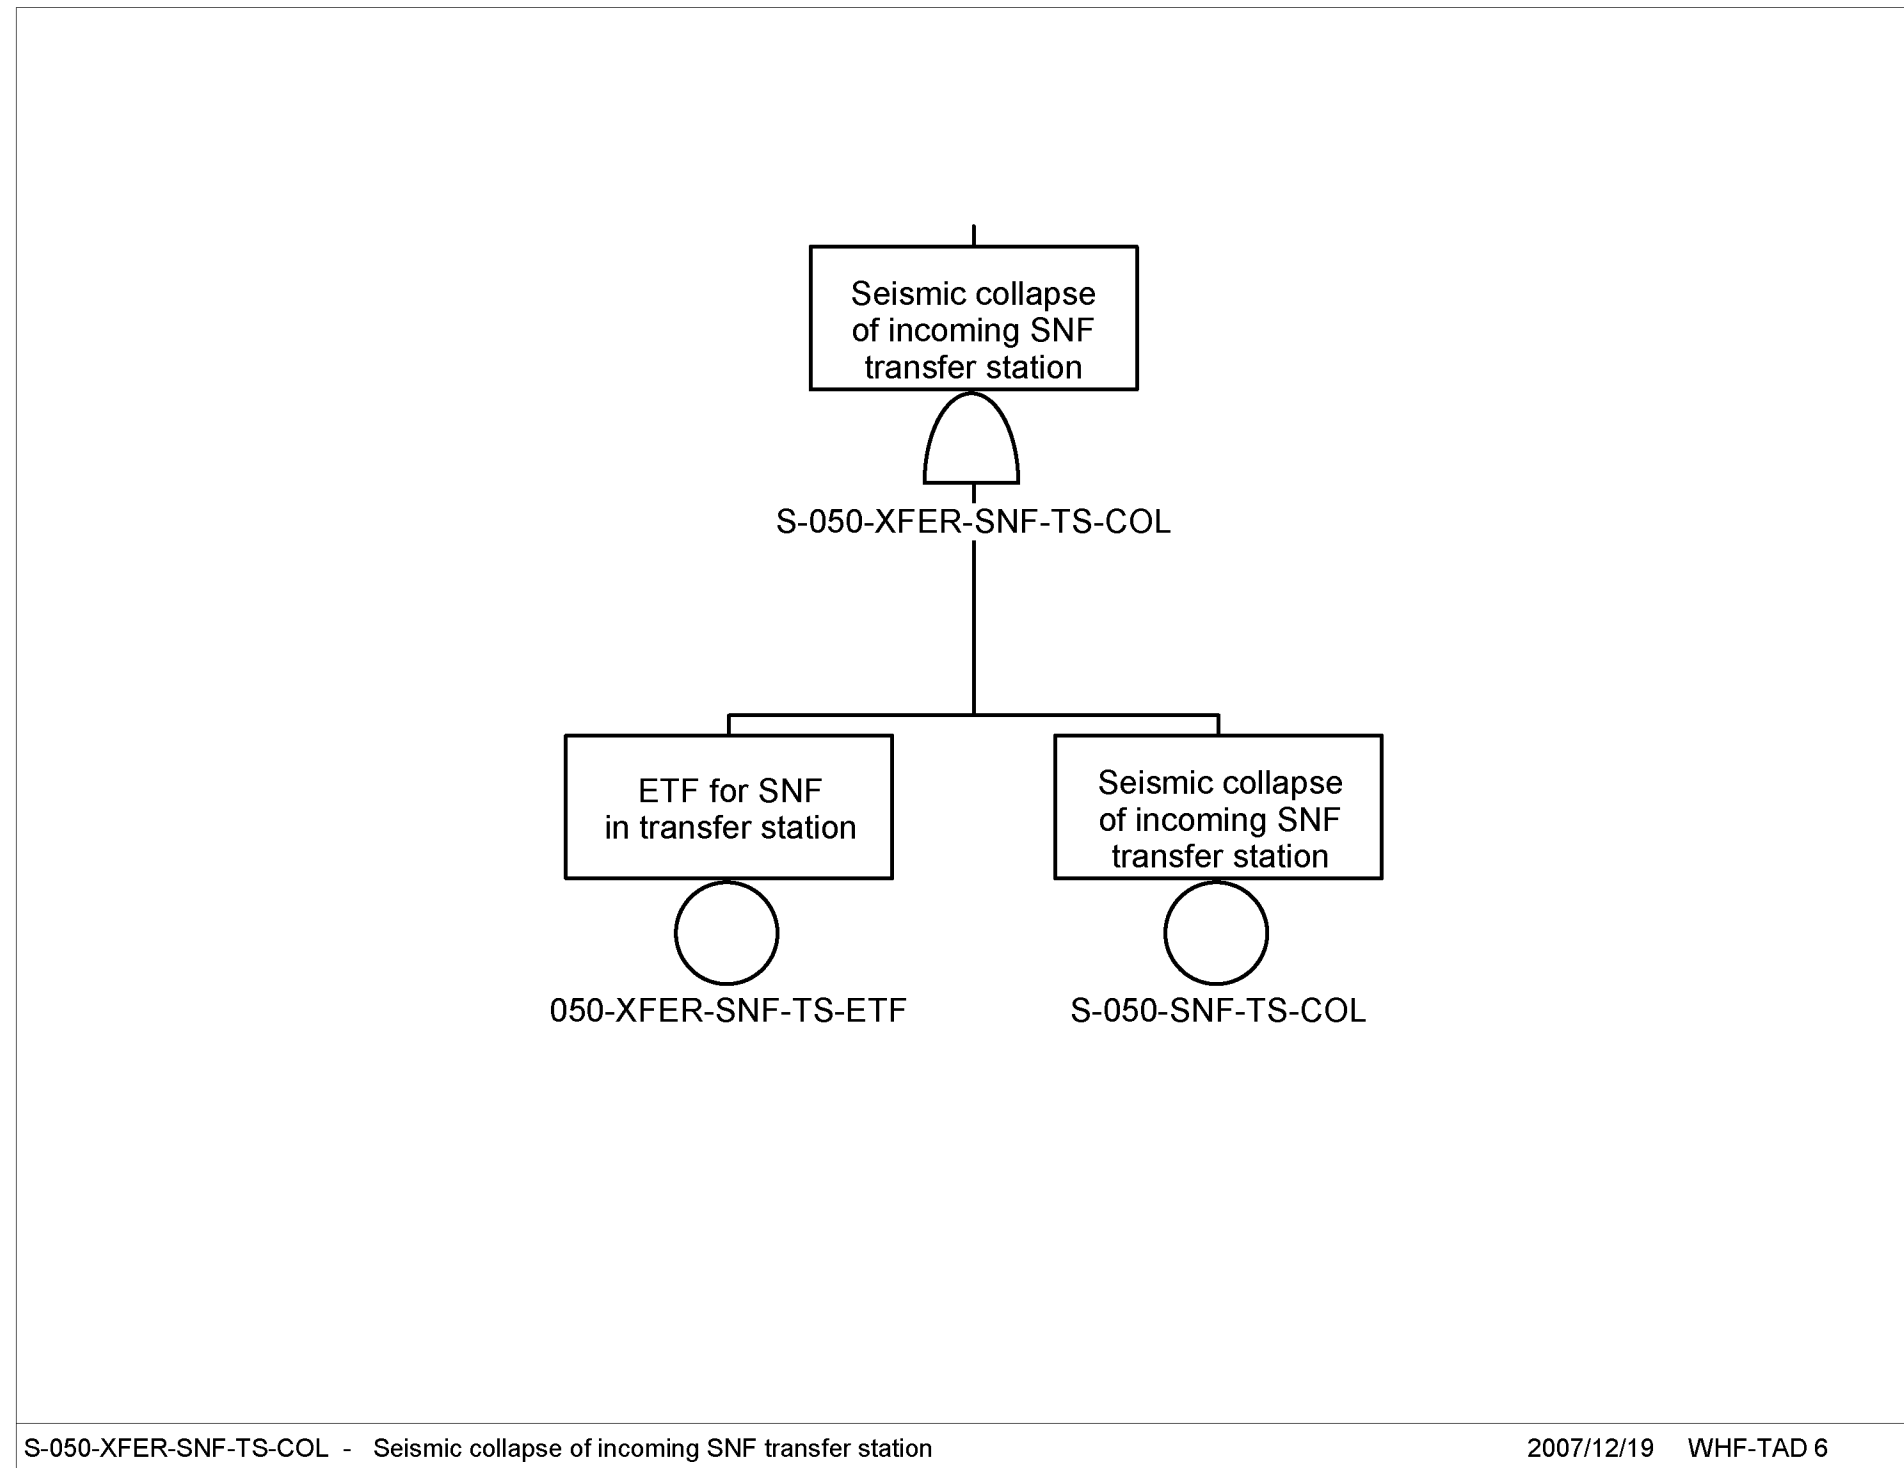 Seismic collapse
of incoming SNF
transfer station
S-050-XFER-SNF-TS-COL
ETF for SNF
in transfer station
050-XFER-SNF-TS-ETF
Seismic collapse
of incoming SNF
transfer station
S-050-SNF-TS-COL
S-050-XFER-SNF-TS-COL - Seismic collapse of incoming SNF transfer station
2007/12/19 WHF-TAD 6